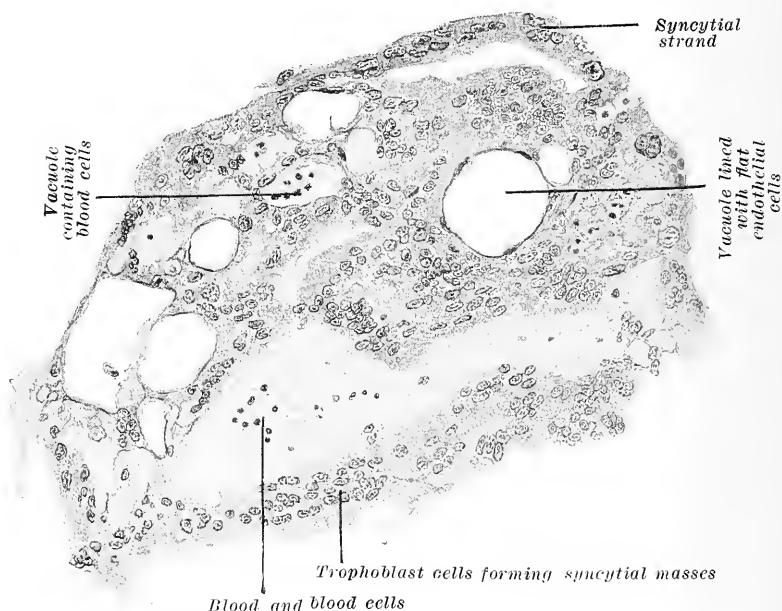 Syncytial
strand
Vacuole
containing
blood cells
Vacuole lined
with flat
endothelial
cells
Trophoblast cells forming syncytial masses
Blood and blood cells